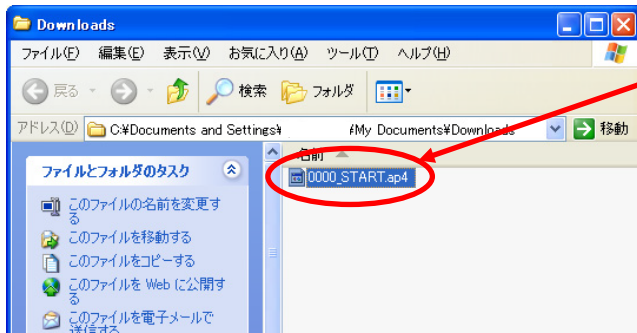 Downloads
ファイル(F) 編集(E) 表示(V) お気に入り(A) ツール(T) ヘルプ(H)
戻る 検索 フォルダ
アドレス(D) C:¥Documents and Settings¥ ¥My Documents¥Downloads 移動
名前
ファイルとフォルダのタスク
0000_START.ap4
このファイルの名前を変更す
る
このファイルを移動する
このファイルをコピーする
このファイルを Web に公開す
る
このファイルを電子メールで
送信する